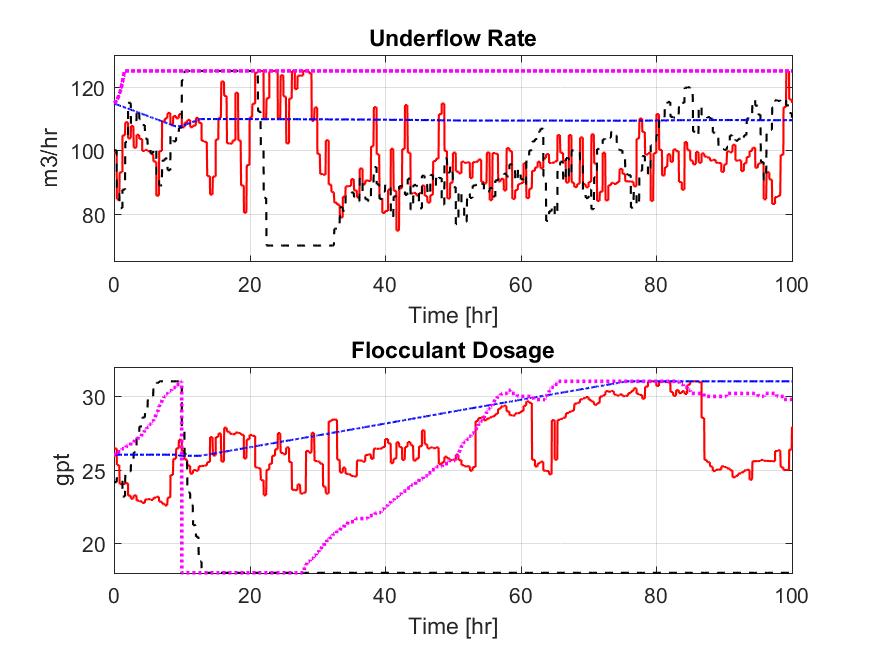 Underflow Rate
120
100
80
m3/hr
0 20 40 60 80 100
Time [hr]
Flocculant Dosage
30
25
20
gpt
0 20 40 60 80 100
Time [hr]